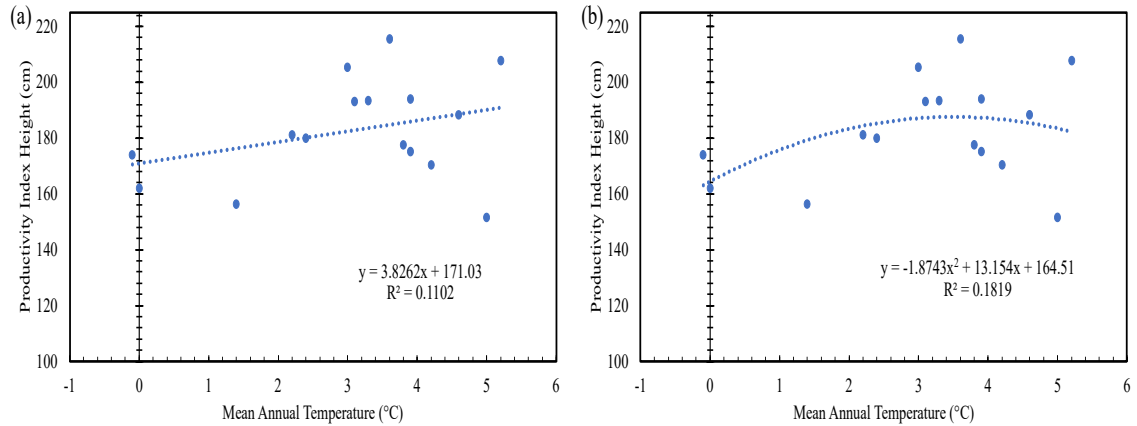 (a)
Productivity Index Height (cm)
220
200
180
160
140
120
100
-1 0 1 2 3 4 5 6
y = 3.8262x + 171.03
R² = 0.1102
Mean Annual Temperature (°C)
(b)
Productivity Index Height (cm)
220
200
180
160
140
120
100
-1 0 1 2 3 4 5 6
y = -1.8743x² + 13.154x + 164.51
R² = 0.1819
Mean Annual Temperature (°C)